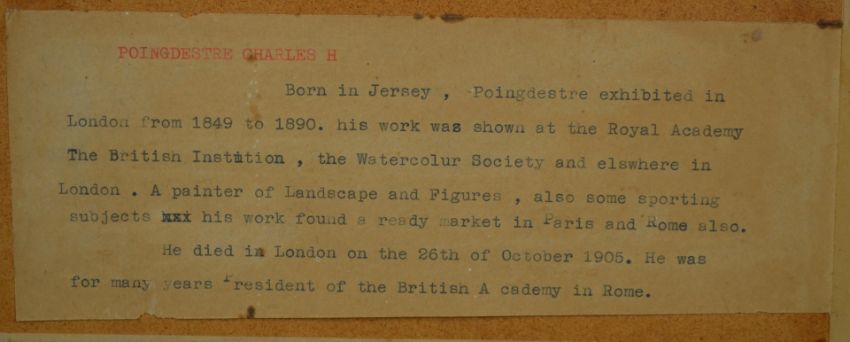 POINGDESTRE CHARLES H
Born in Jersey , Poingdestre exhibited in
London from 1849 to 1890. his work was shown at the Royal Academy
The British Institution , the Watercolur Society and elswhere in
London . A painter of Landscape and Figures , also some sporting
subjects xxx his work found a ready market in Paris and Rome also.
He died in London on the 26th of October 1905. He was
for many years President of the British A cademy in Rome.